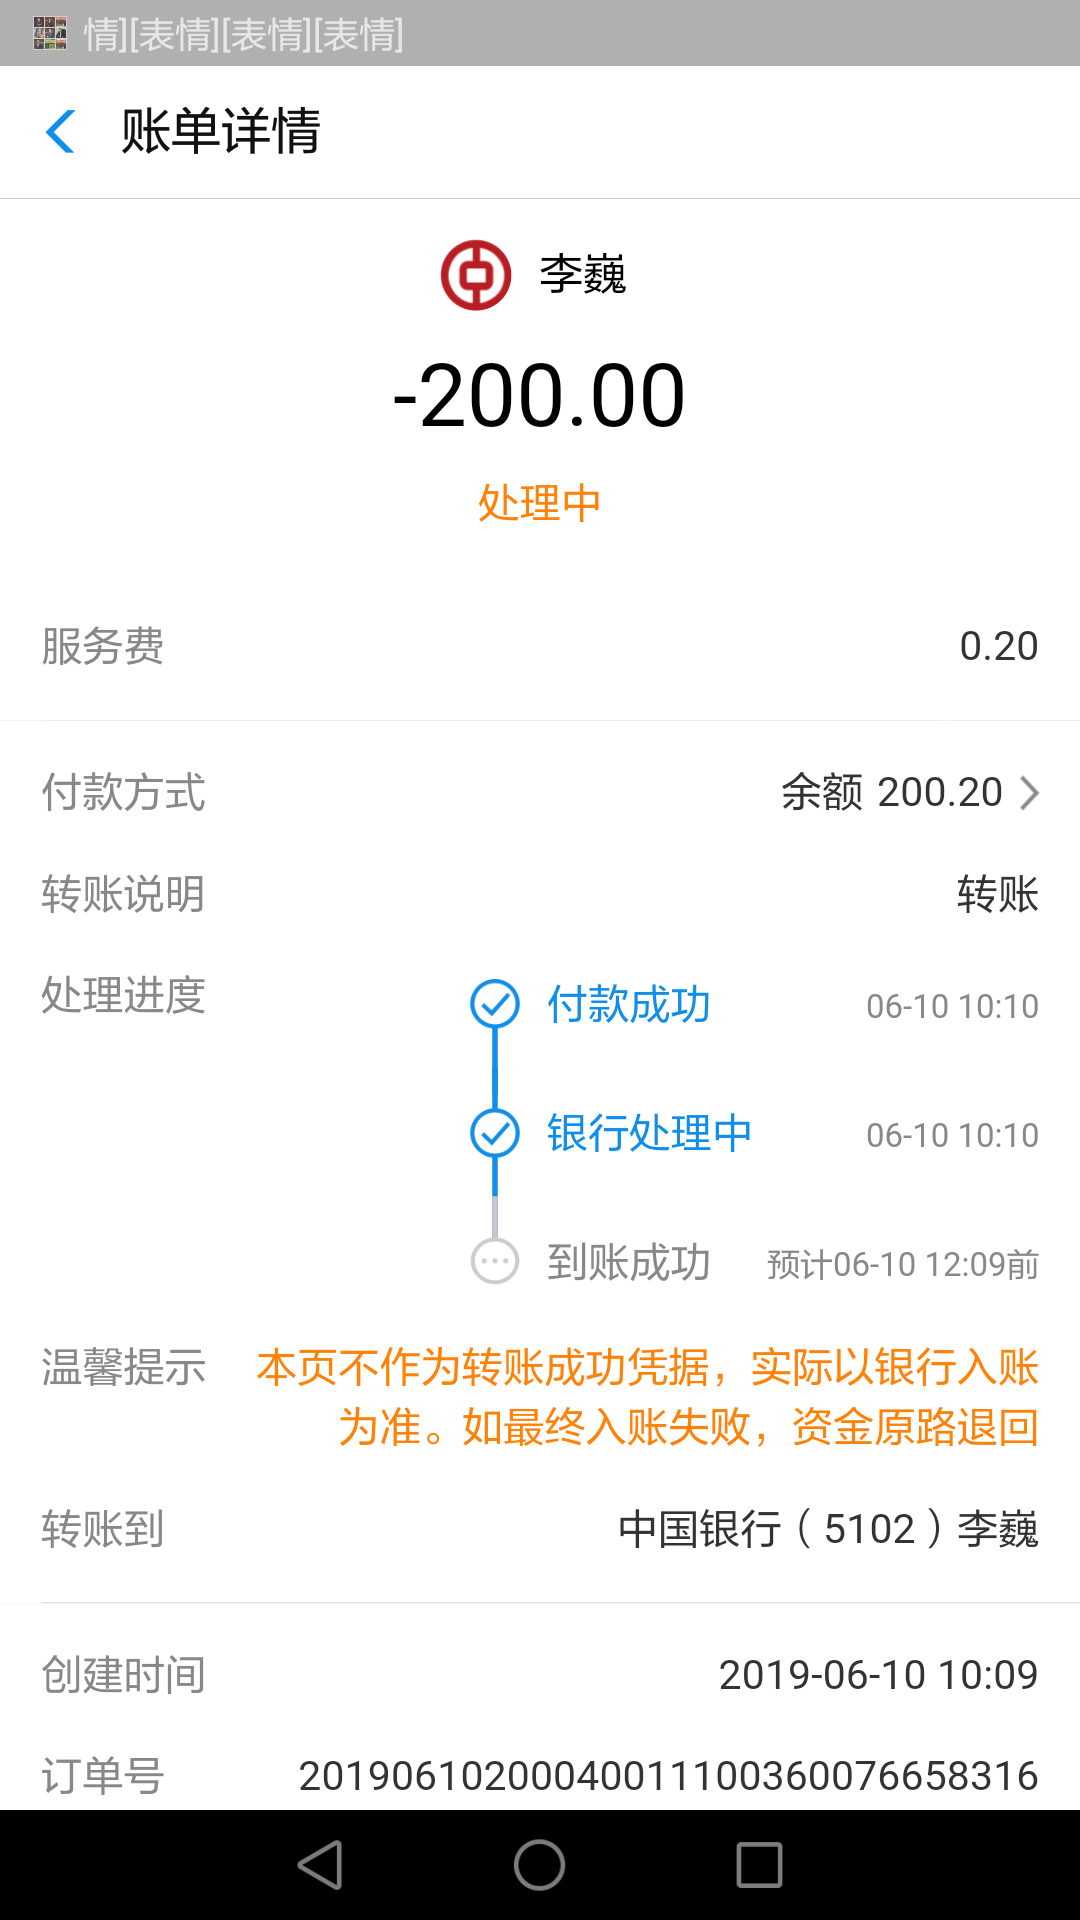 情][表情][表情][表情]
账单详情
李巍
-200.00
处理中
服务费 0.20
付款方式 余额 200.20
转账说明 转账
处理进度 付款成功 06-10 10:10
银行处理中 06-10 10:10
到账成功 预计06-10 12:09前
温馨提示 本页不作为转账成功凭据，实际以银行入账
为准。如最终入账失败，资金原路退回
转账到 中国银行（5102）李巍
创建时间 2019-06-10 10:09
订单号 20190610200040011100360076658316